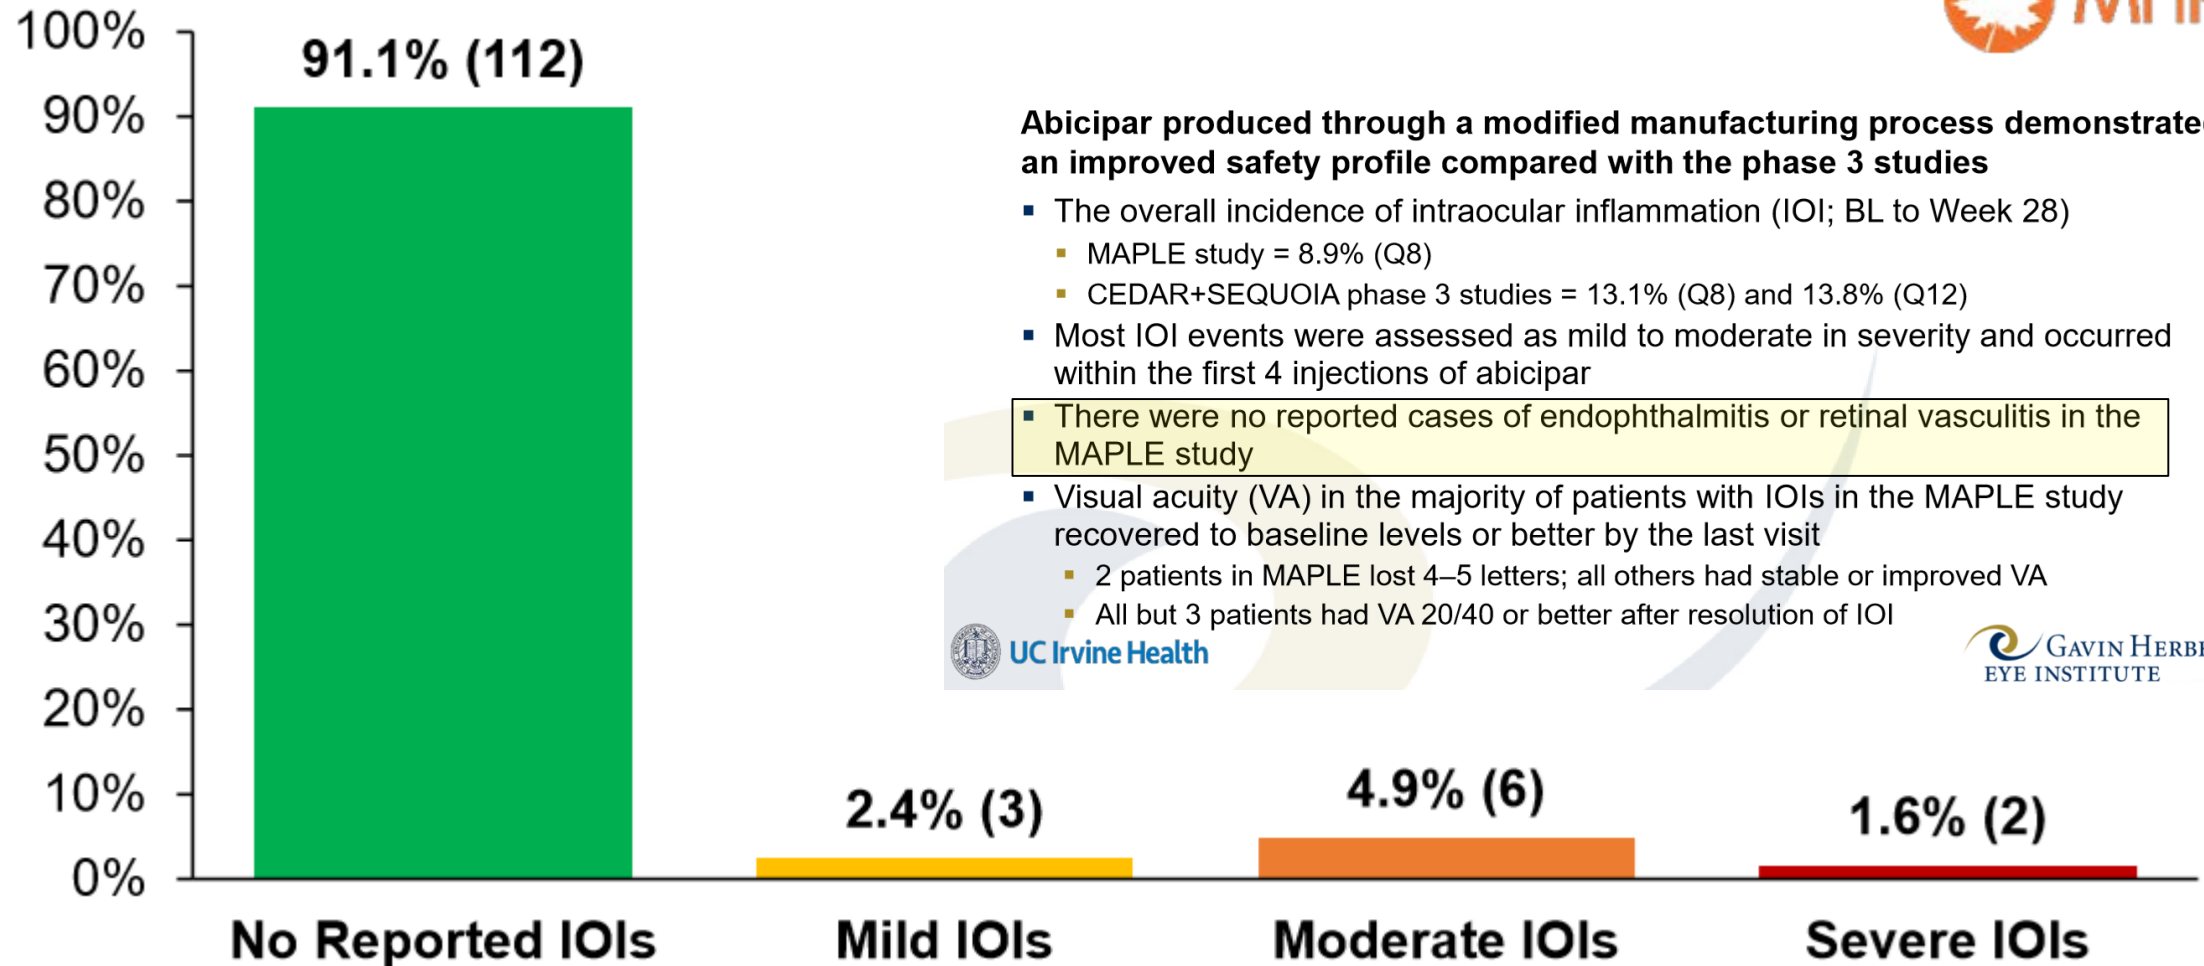 100%
90%
80%
70%
60%
50%
40%
30%
20%
10%
0%
91.1% (112)
2.4% (3)
4.9% (6)
1.6% (2)
No Reported IOIs
Mild IOIs
Moderate IOIs
Severe IOIs
Abicipar produced through a modified manufacturing process demonstrate
an improved safety profile compared with the phase 3 studies
▪ The overall incidence of intraocular inflammation (IOI; BL to Week 28)
▪ MAPLE study = 8.9% (Q8)
▪ CEDAR+SEQUOIA phase 3 studies = 13.1% (Q8) and 13.8% (Q12)
▪ Most IOI events were assessed as mild to moderate in severity and occurred
within the first 4 injections of abicipar
▪ There were no reported cases of endophthalmitis or retinal vasculitis in the
MAPLE study
▪ Visual acuity (VA) in the majority of patients with IOIs in the MAPLE study
recovered to baseline levels or better by the last visit
▪ 2 patients in MAPLE lost 4–5 letters; all others had stable or improved VA
▪ All but 3 patients had VA 20/40 or better after resolution of IOI
UC Irvine Health
GAVIN HERB
EYE INSTITUTE